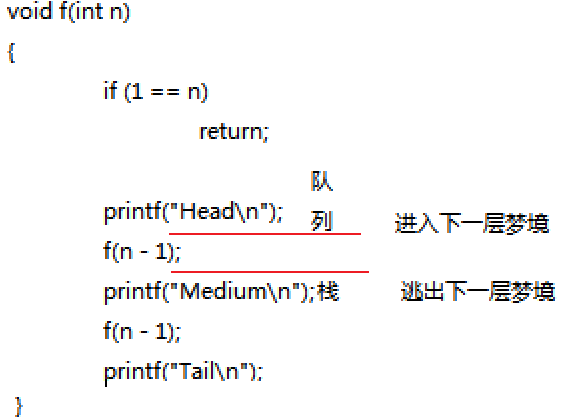 void f(int n)
{
if (1 == n)
return;
队
printf("Head\n"); 列 进入下一层梦境
f(n - 1);
printf("Medium\n");栈 逃出下一层梦境
f(n - 1);
printf("Tail\n");
}